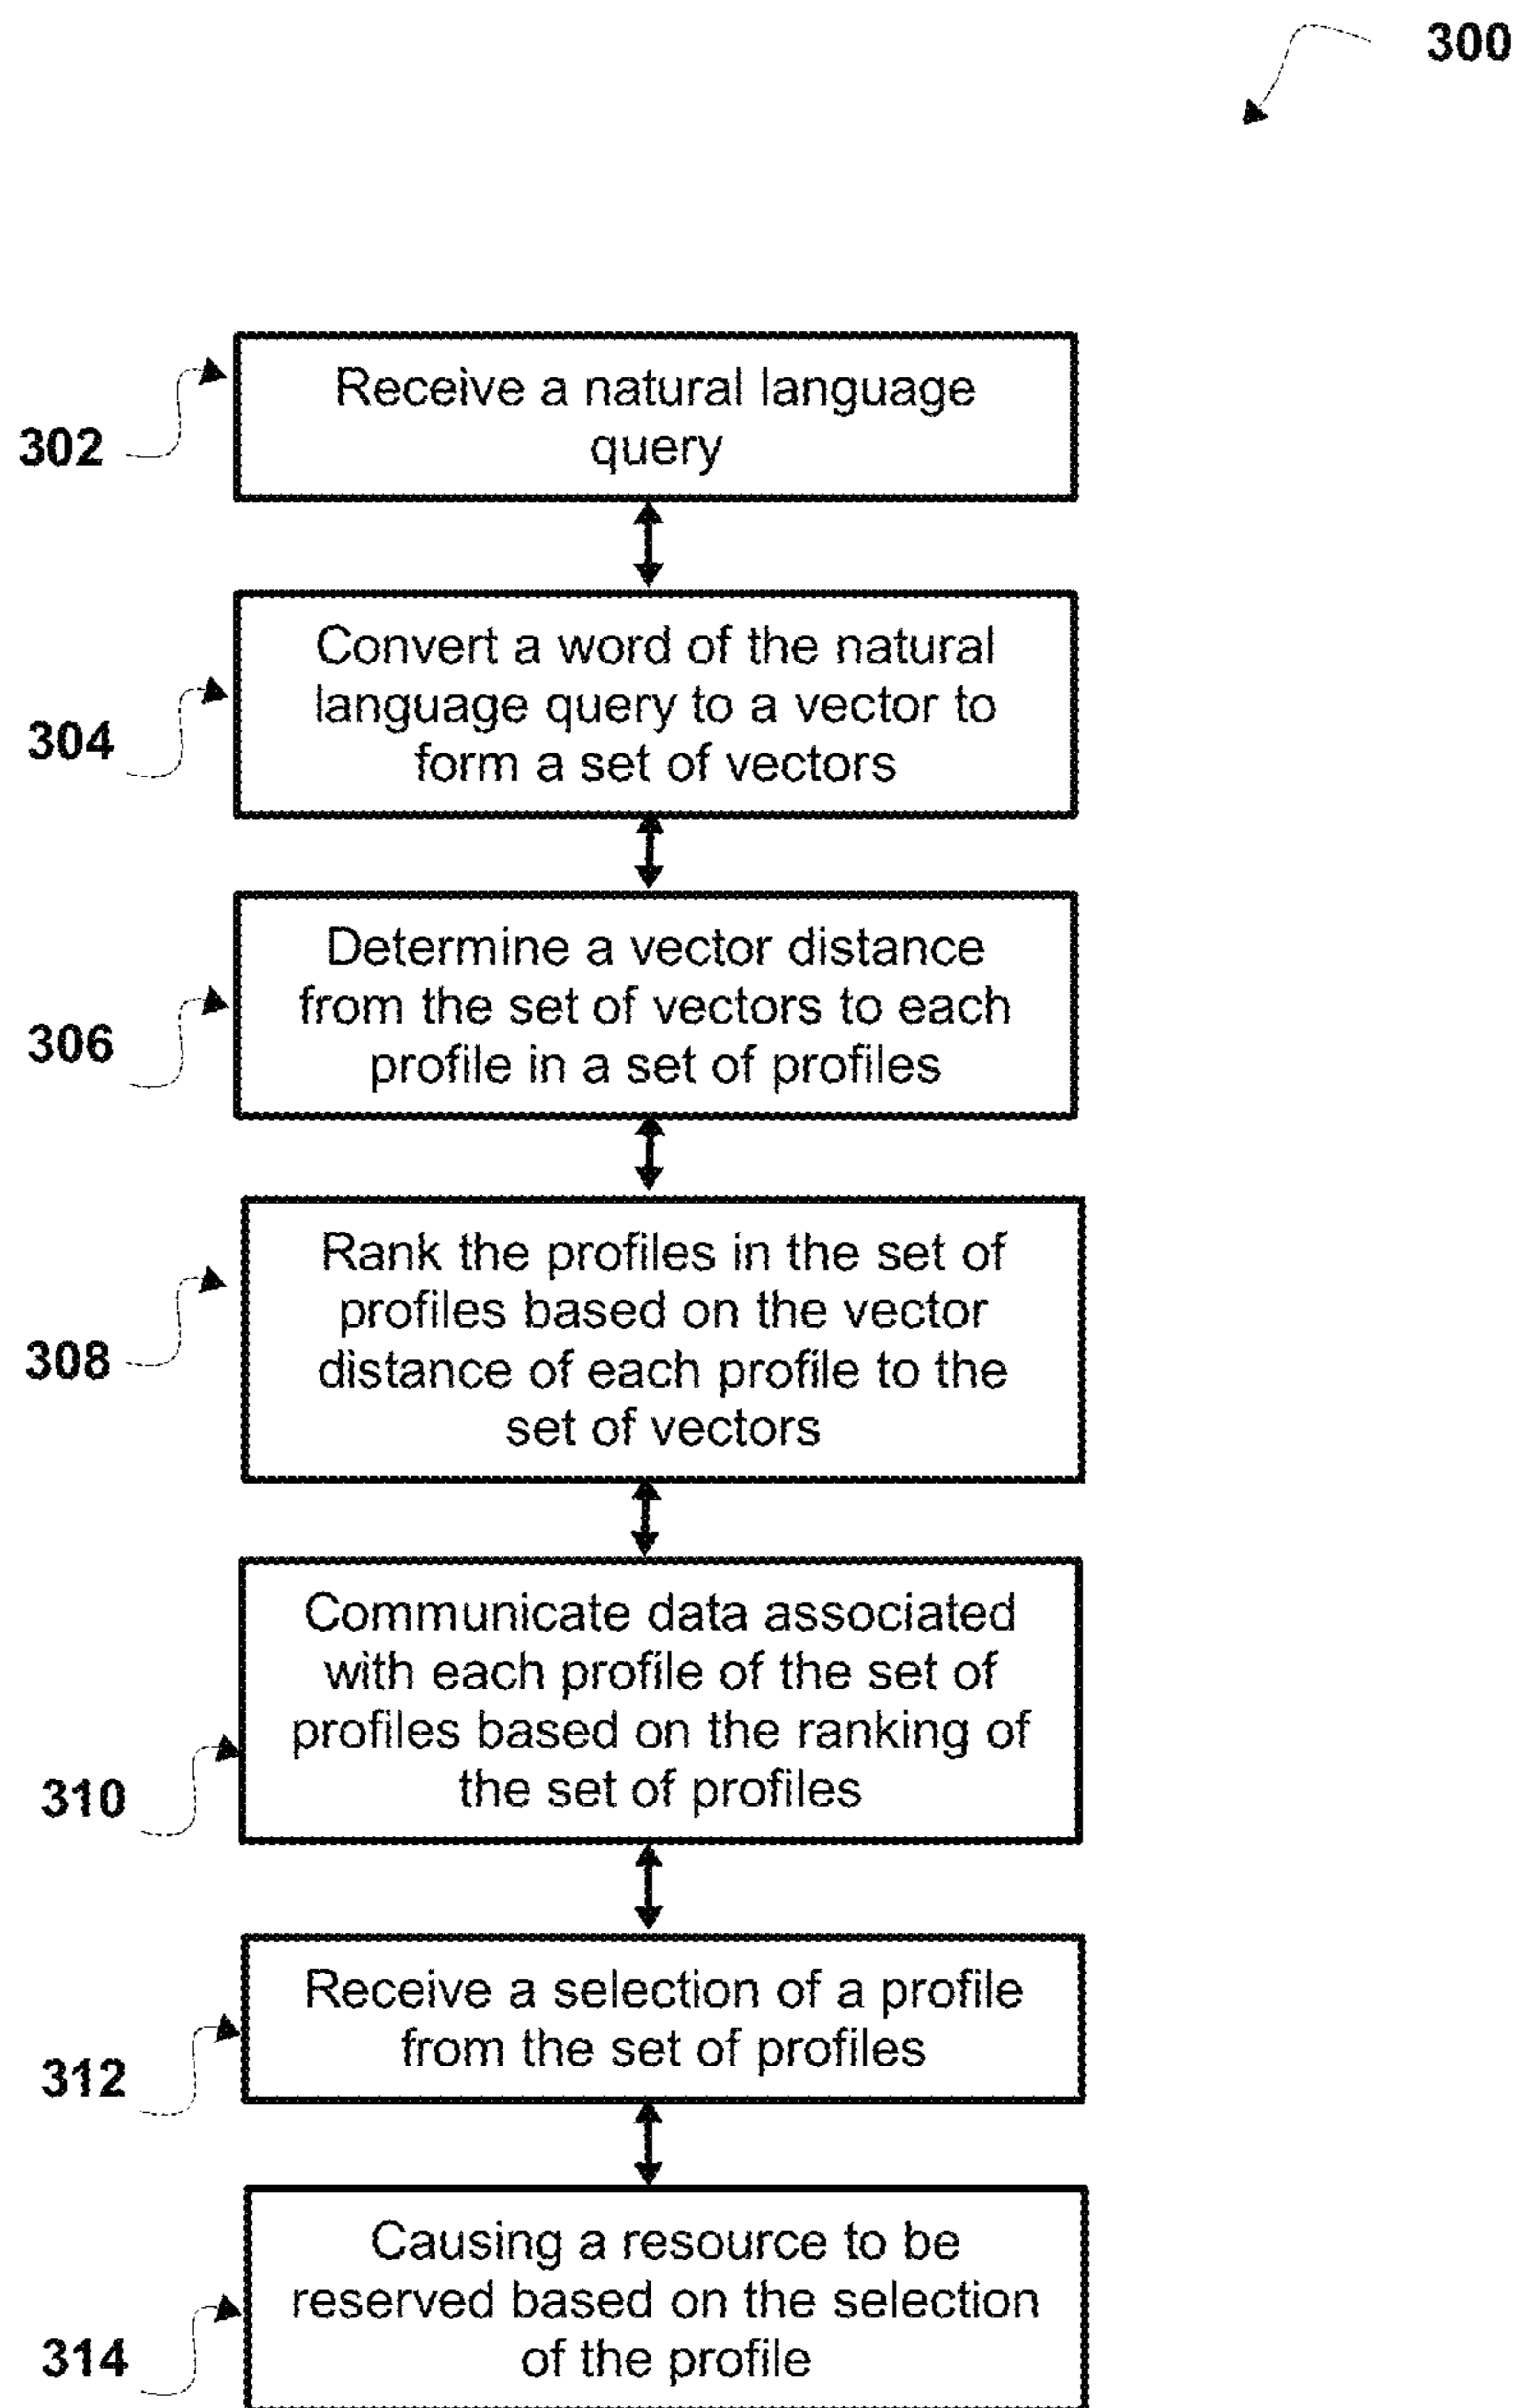 300
302
Receive a natural language
query
304
Convert a word of the natural
language query to a vector to
form a set of vectors
306
Determine a vector distance
from the set of vectors to each
profile in a set of profiles
308
Rank the profiles in the set of
profiles based on the vector
distance of each profile to the
set of vectors
310
Communicate data associated
with each profile of the set of
profiles based on the ranking of
the set of profiles
312
Receive a selection of a profile
from the set of profiles
314
Causing a resource to be
reserved based on the selection
of the profile